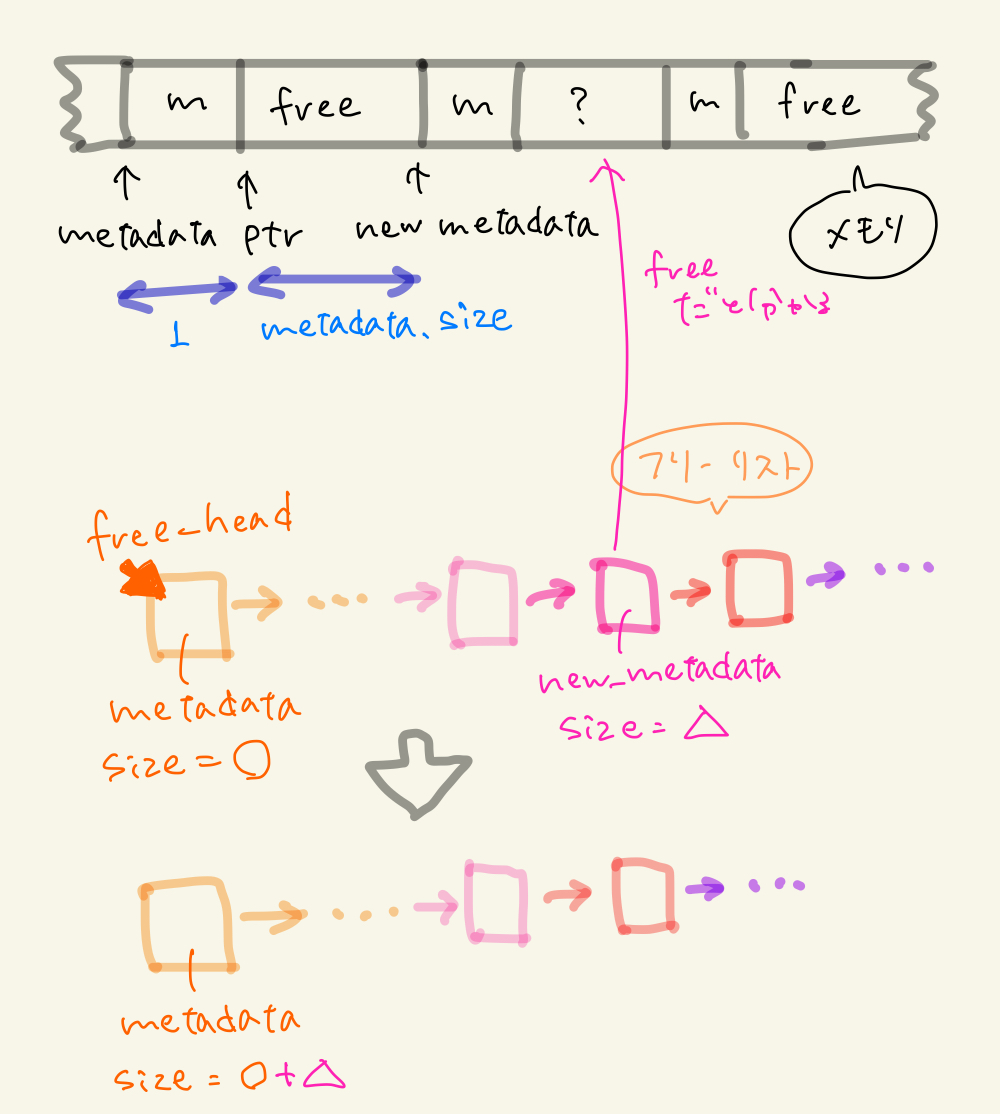 m free m ? m free
metadata ptr new metadata
メモリ
free
だと(わ)かる
1 metadata.size
フリーリスト
free_head
new_metadata
size = △
metadata
size = ○
metadata
size = ○+△